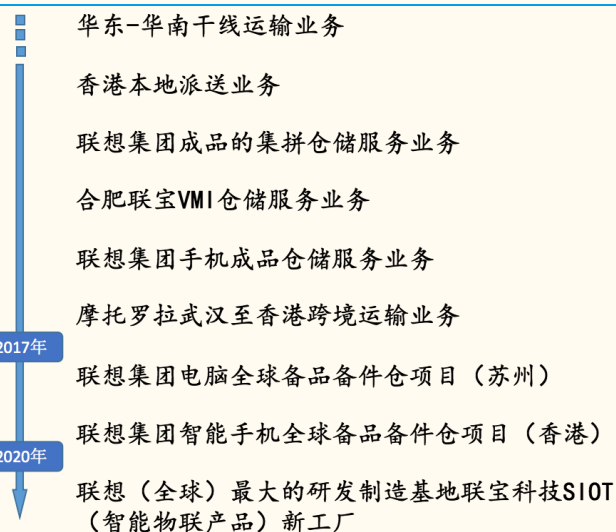 华东-华南干线运输业务
香港本地派送业务
联想集团成品的集拼仓储服务业务
合肥联宝VMI仓储服务业务
联想集团手机成品仓储服务业务
摩托罗拉武汉至香港跨境运输业务
2017年
联想集团电脑全球备品备件仓项目（苏州）
联想集团智能手机全球备品备件仓项目（香港）
2020年
联想（全球）最大的研发制造基地联宝科技SIOT
（智能物联产品）新工厂